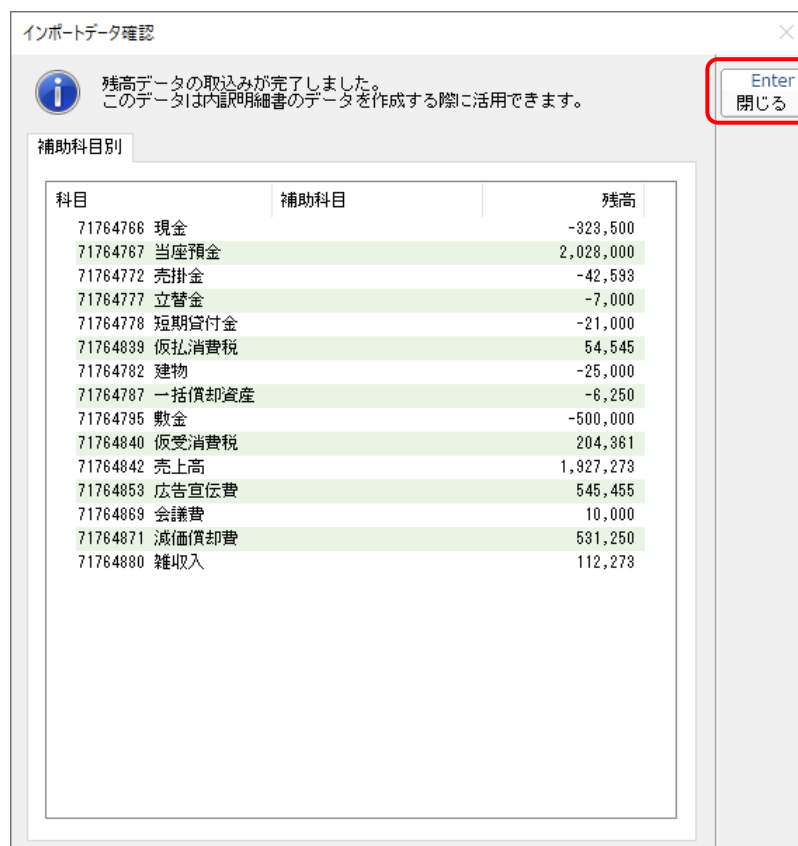 インポートデータ確認
残高データの取込みが完了しました。
このデータは内訳明細書のデータを作成する際に活用できます。
Enter
閉じる
補助科目別
科目 補助科目 残高
71764766 現金 -323,500
71764767 当座預金 2,028,000
71764772 売掛金 -42,593
71764777 立替金 -7,000
71764778 短期貸付金 -21,000
71764839 仮払消費税 54,545
71764782 建物 -25,000
71764787 一括償却資産 -6,250
71764795 敷金 -500,000
71764840 仮受消費税 204,361
71764842 売上高 1,927,273
71764853 広告宣伝費 545,455
71764869 会議費 10,000
71764871 減価償却費 531,250
71764880 雑収入 112,273